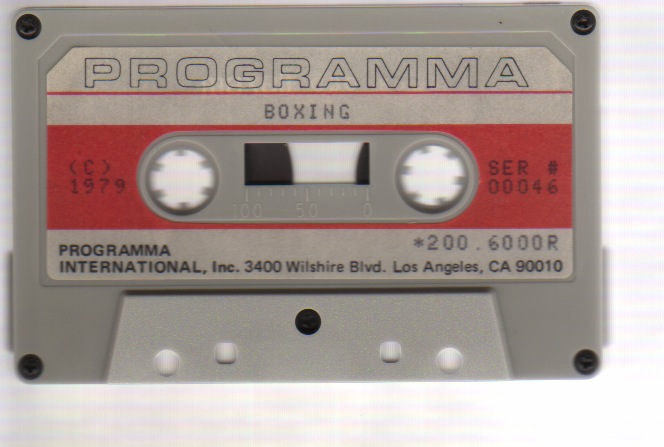 PROGRAMMA
BOXING
(C)
1979
SER #
00046
100 50 0
*200.6000R
PROGRAMMA
INTERNATIONAL, Inc. 3400 Wilshire Blvd. Los Angeles, CA 90010